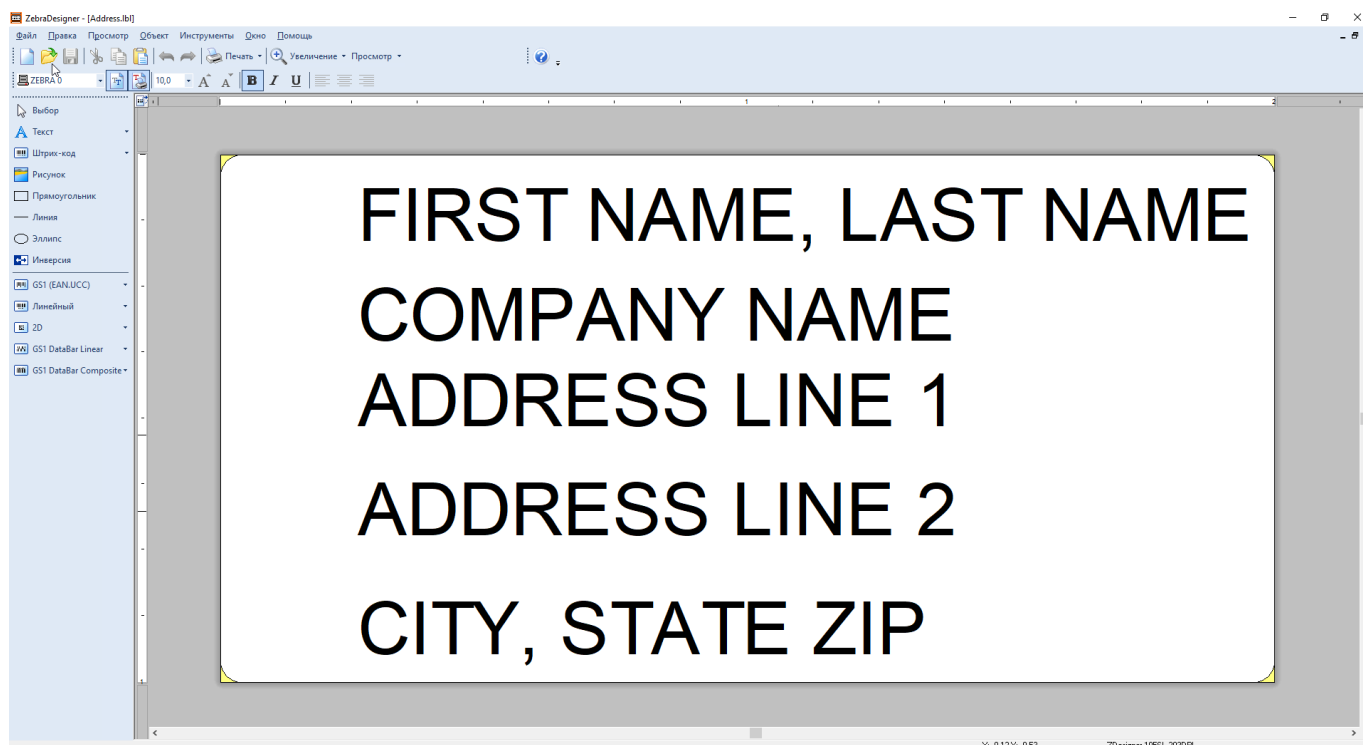 ZebraDesigner - [Address.lbl]
Файл Правка Просмотр Объект Инструменты Окно Помощь
Печать Увеличение Просмотр
ZEBRA 0 10,0 B I U
Выбор
Текст
Штрих-код
Рисунок
Прямоугольник
Линия
Эллипс
Инверсия
GS1 (EAN.UCC)
Линейный
2D
GS1 DataBar Linear
GS1 DataBar Composite
1 2
FIRST NAME, LAST NAME
COMPANY NAME
ADDRESS LINE 1
ADDRESS LINE 2
CITY, STATE ZIP